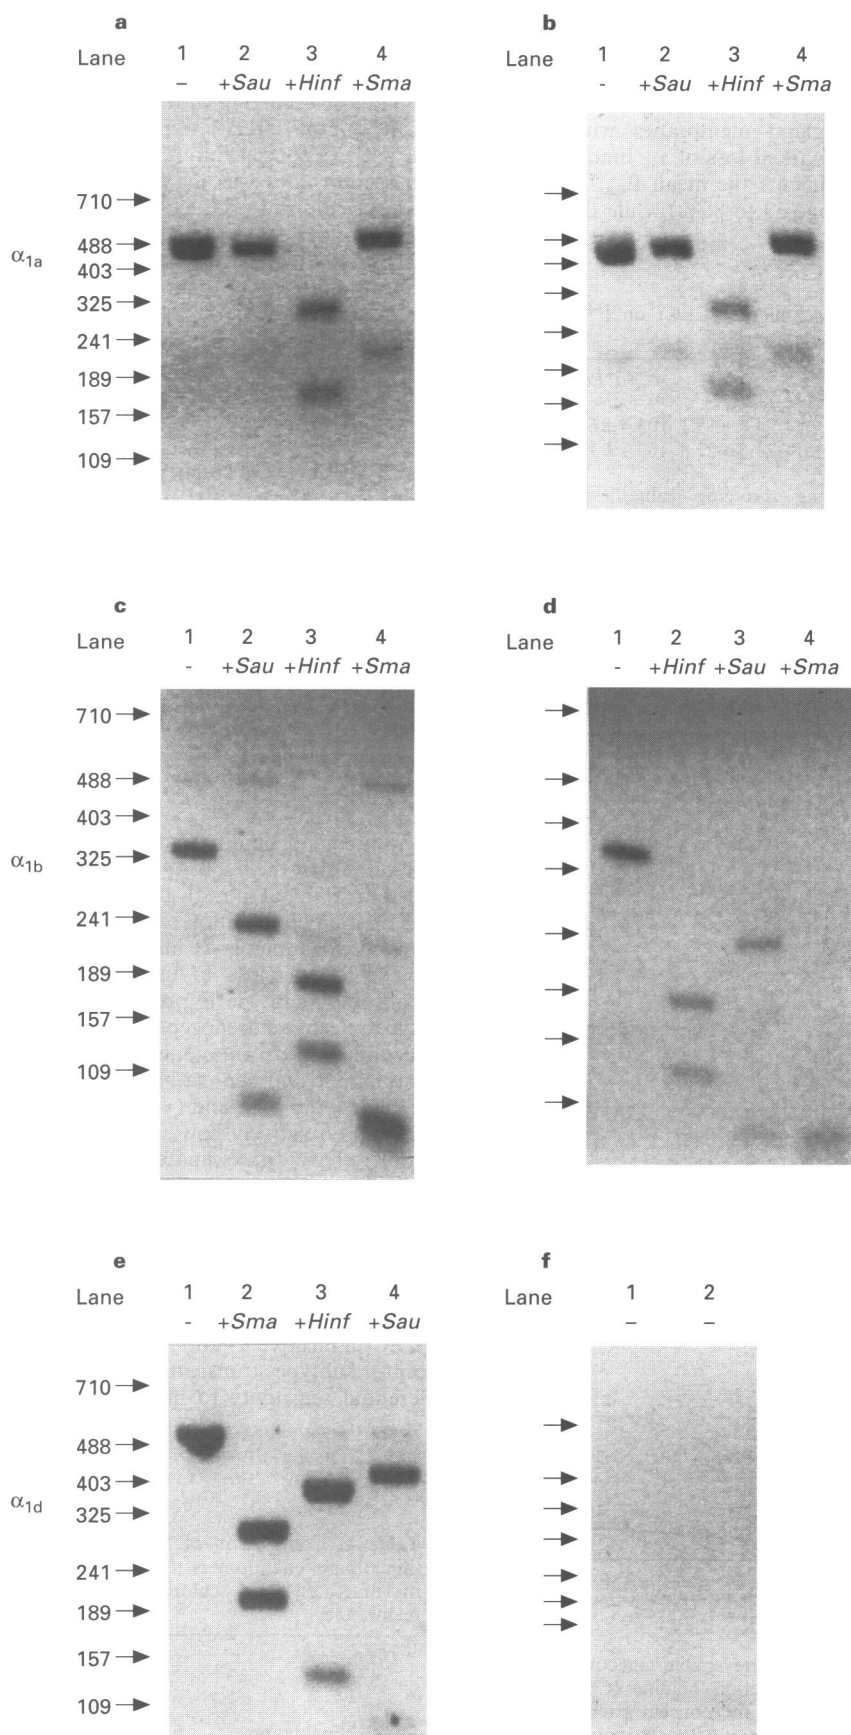 a
Lane 1 2 3 4
– +Sau +Hinf +Sma
710
488
α1a
403
325
241
189
157
109
b
Lane 1 2 3 4
- +Sau +Hinf +Sma
c
Lane 1 2 3 4
- +Sau +Hinf +Sma
710
488
403
α1b
325
241
189
157
109
d
Lane 1 2 3 4
- +Hinf +Sau +Sma
e
Lane 1 2 3 4
- +Sma +Hinf +Sau
710
488
403
α1d
325
241
189
157
109
f
Lane 1 2
– –